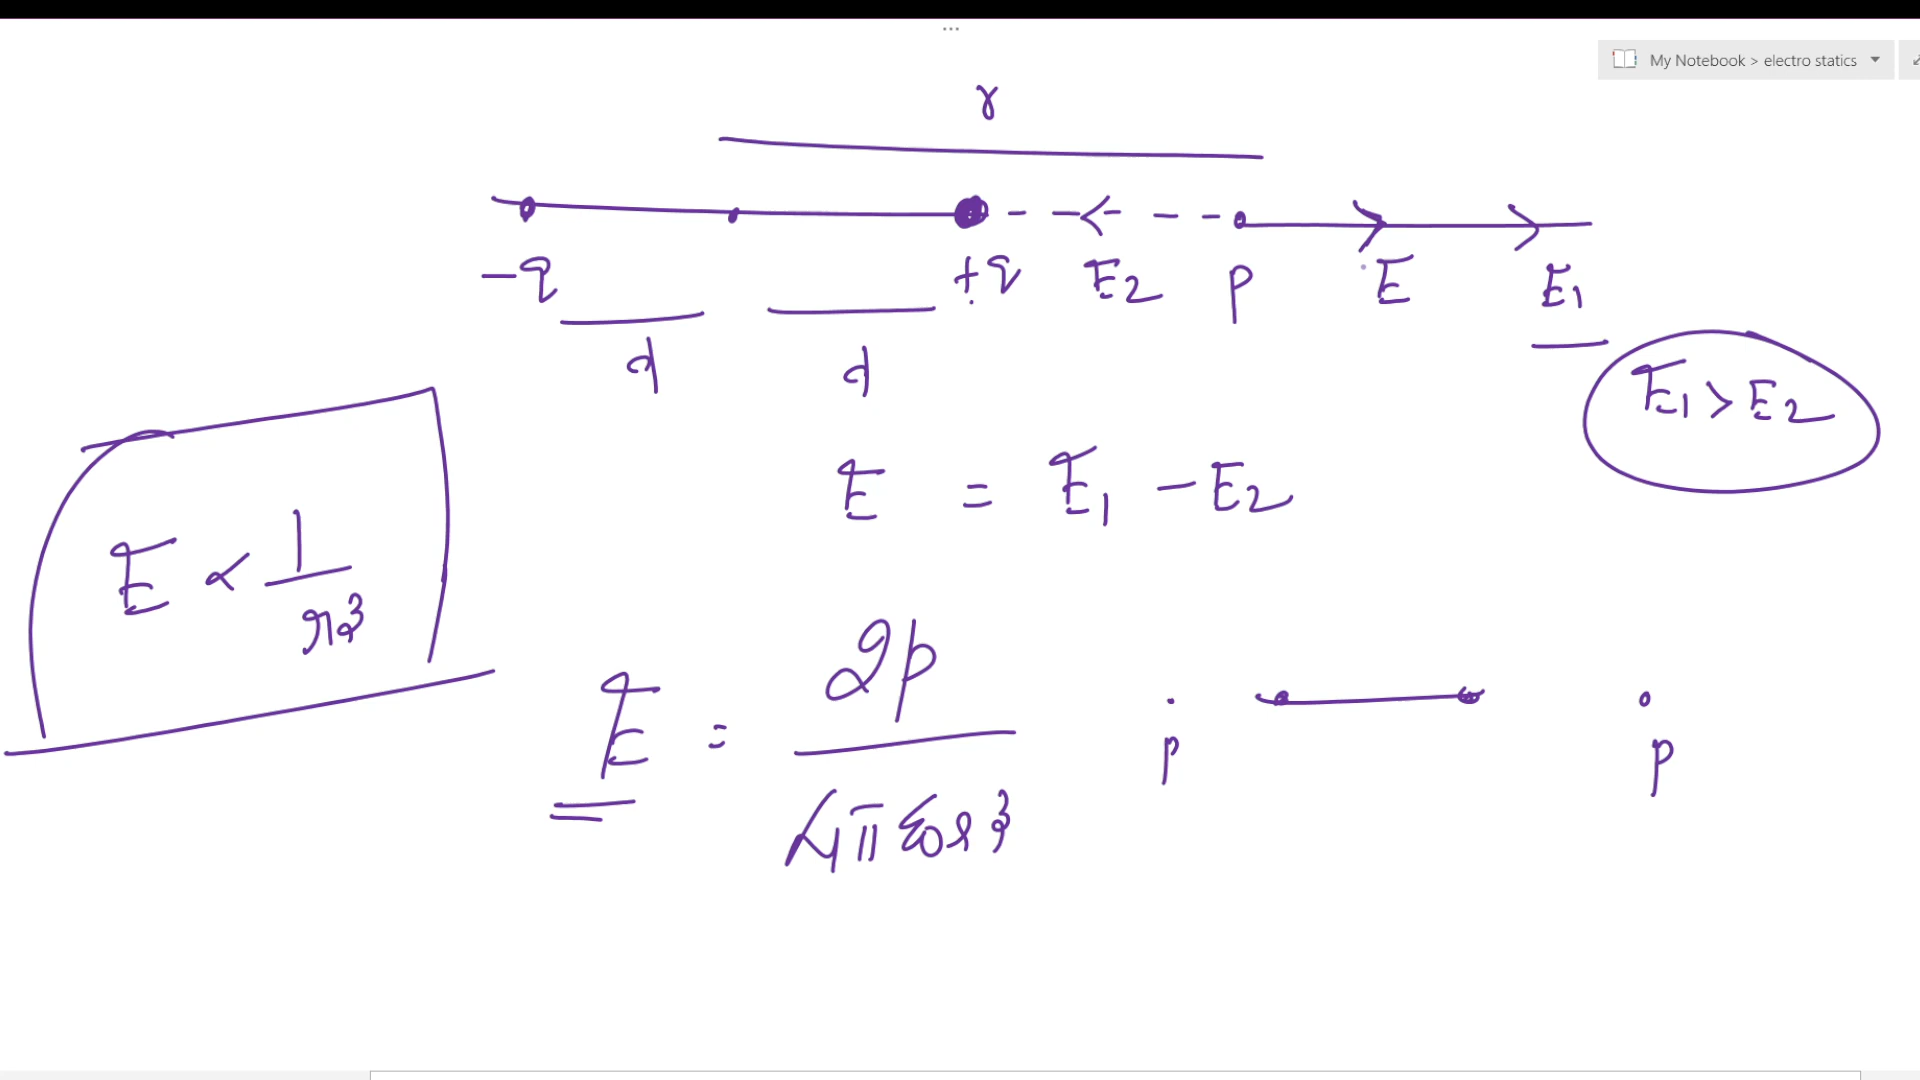 My Notebook > electro statics
r
-q +q E2 P E E1
d d
E1 > E2
E = E1 - E2
E ∝ 1/r³
E = 2p/4πε0r³
p p